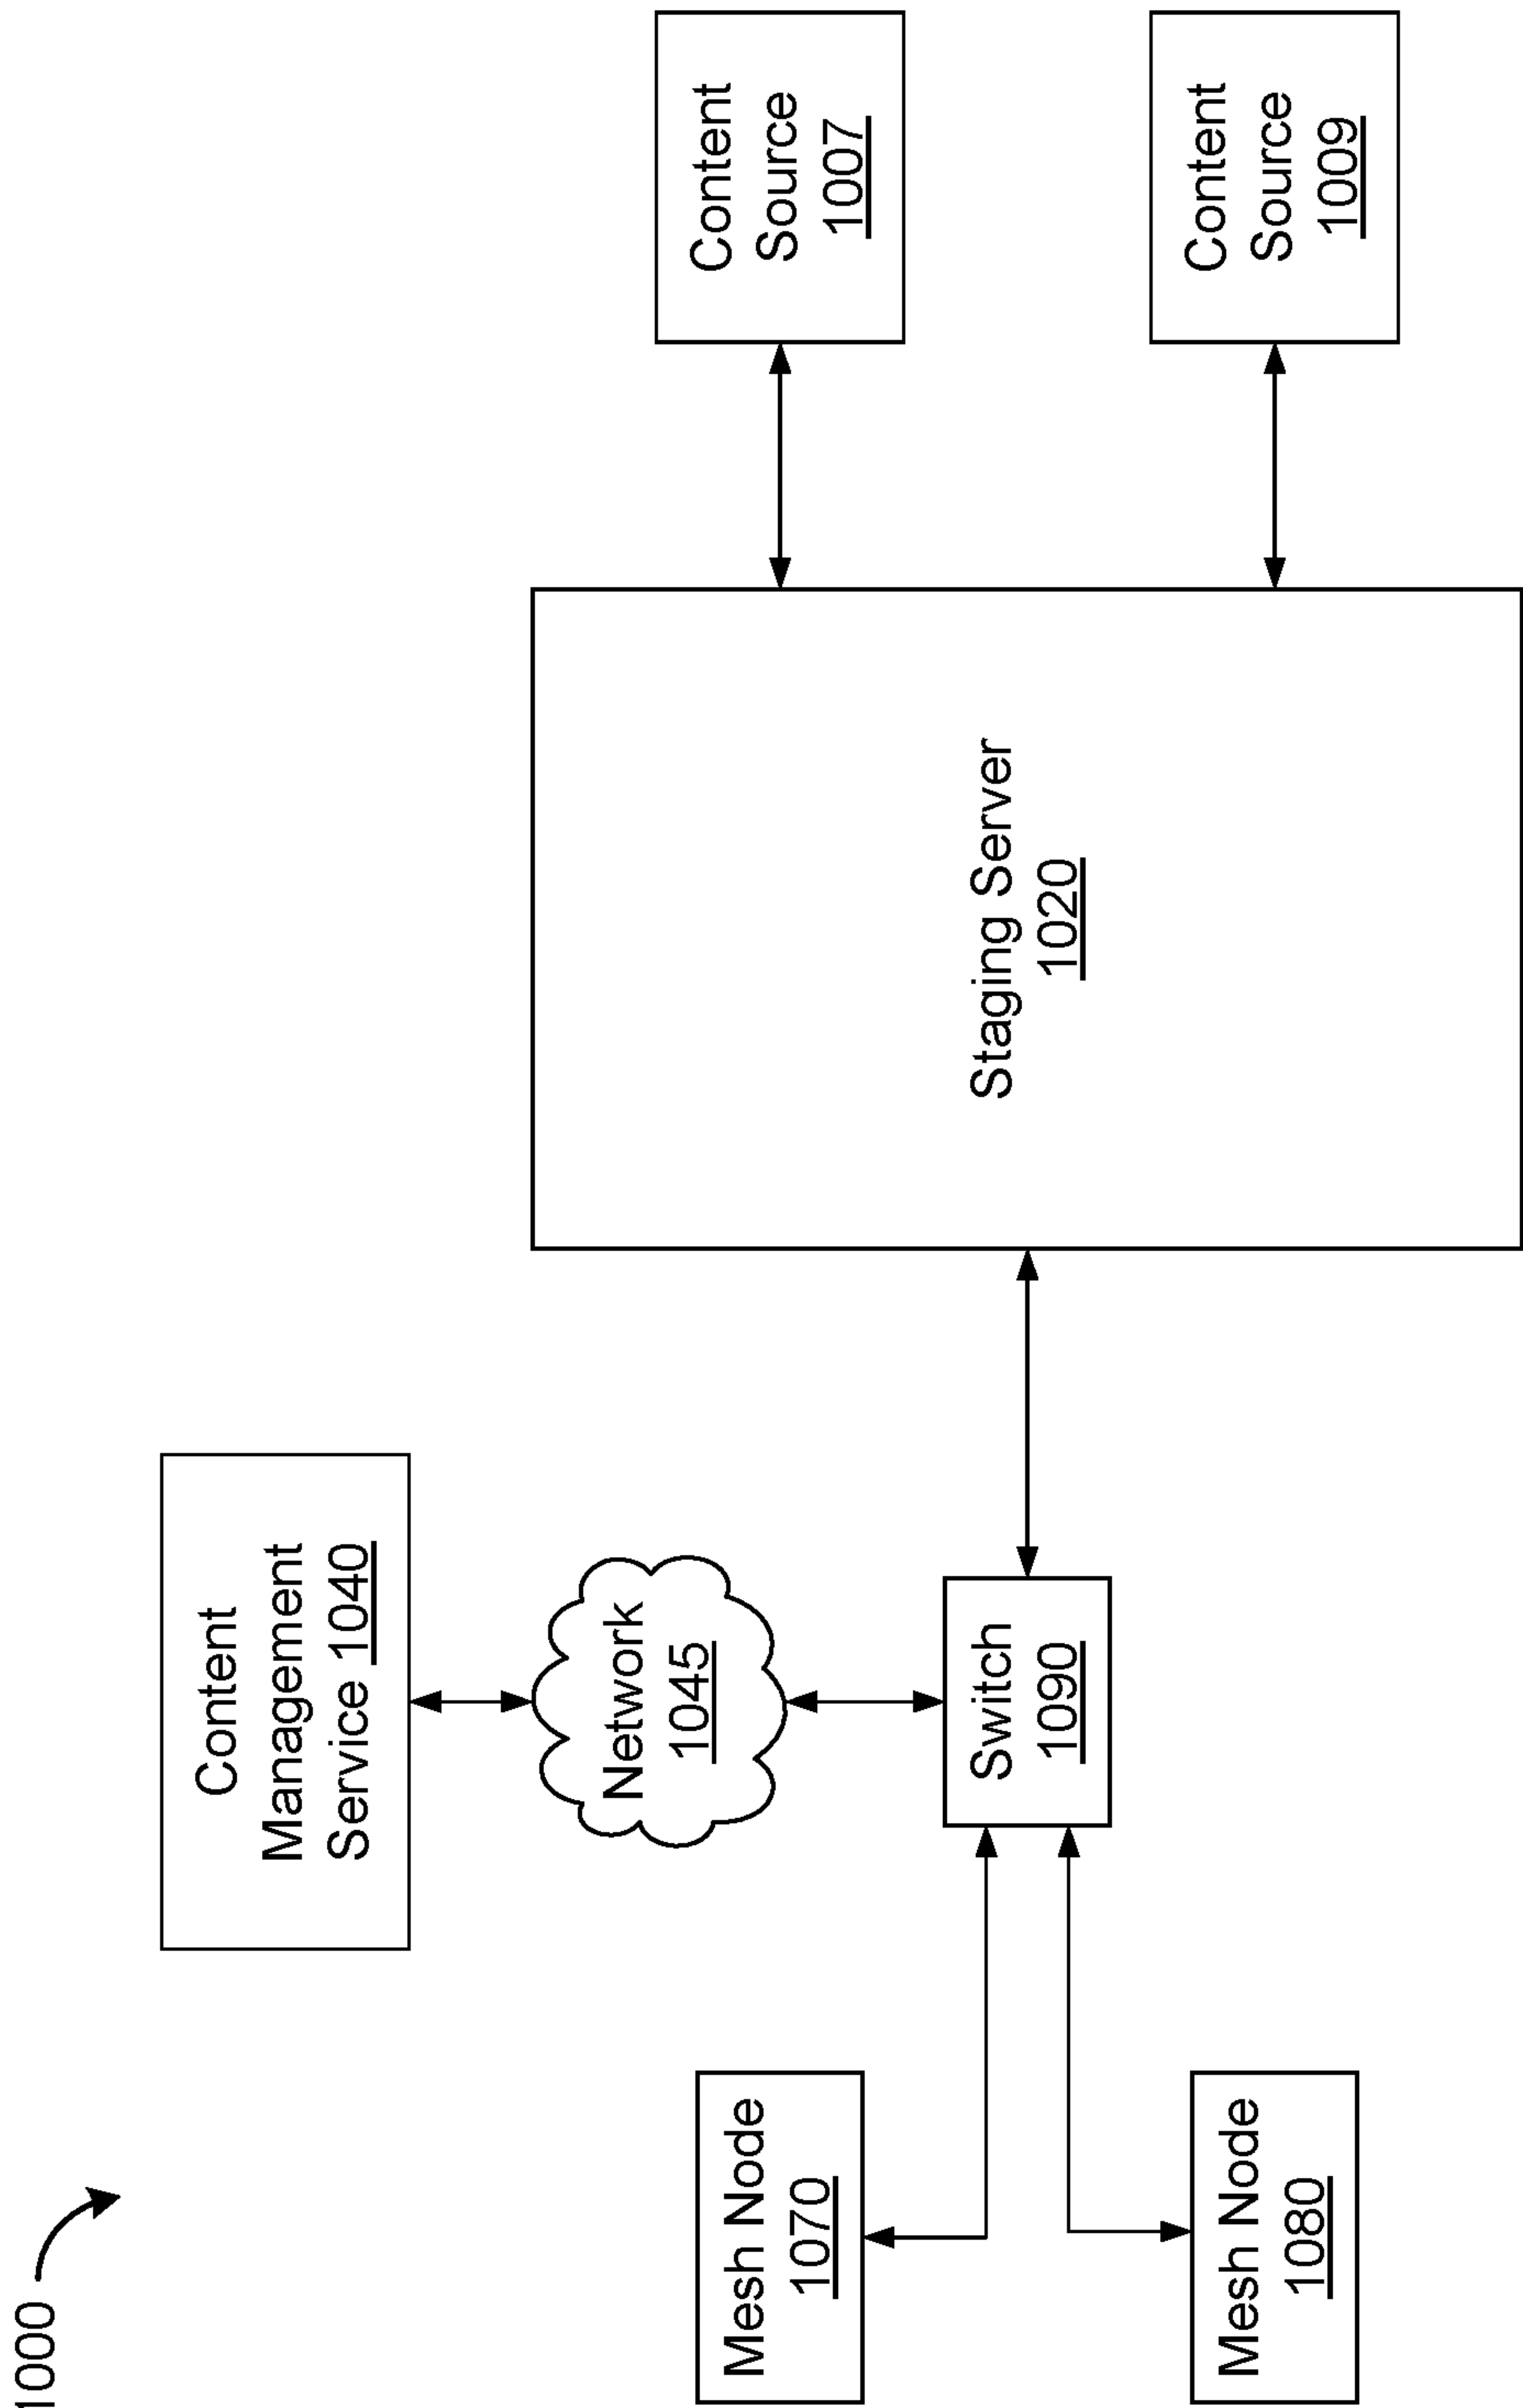 1000
Content
Management
Service 1040
Network
1045
Mesh Node
1070
Mesh Node
1080
Switch
1090
Staging Server
1020
Content
Source
1007
Content
Source
1009